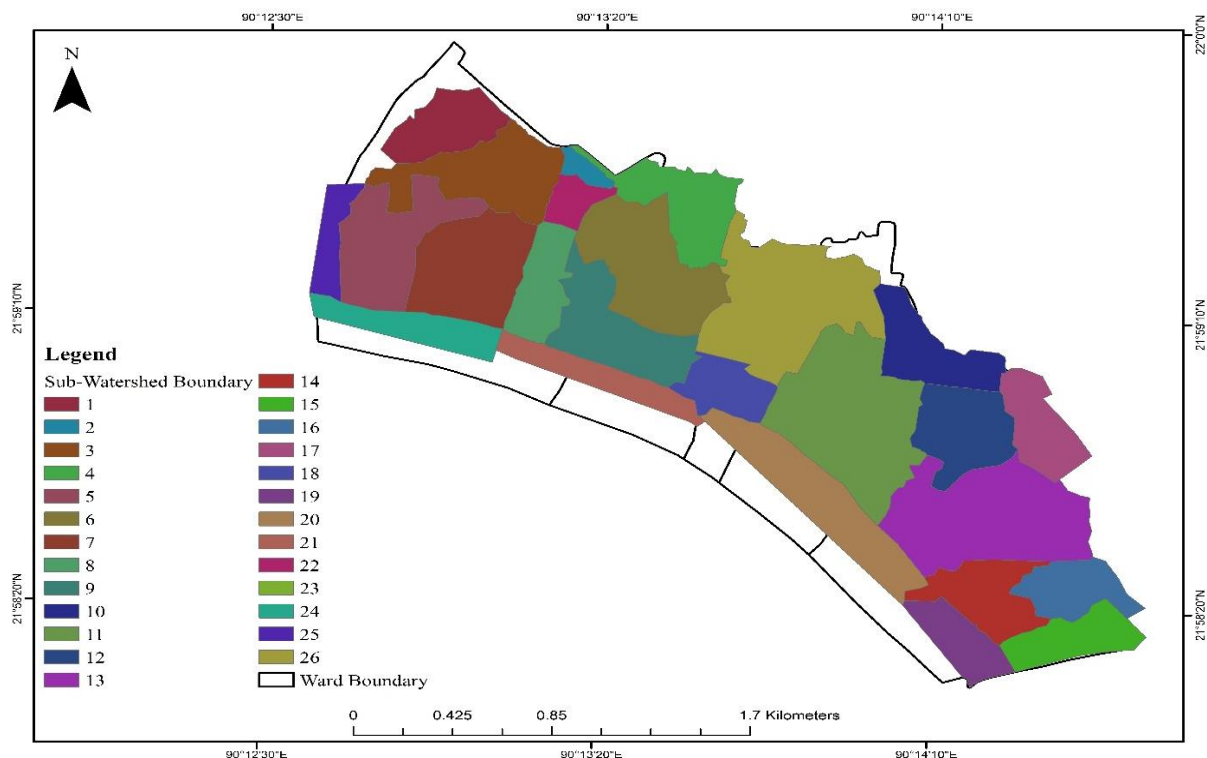 90°12'30"E 90°13'20"E 90°14'10"E
22°0'0"N
N
21°59'10"N
21°59'10"N
Legend
Sub-Watershed Boundary
1
2
3
4
5
6
7
8
9
10
11
12
13
14
15
16
17
18
19
20
21
22
23
24
25
26
Ward Boundary
21°58'20"N
21°58'20"N
0 0.425 0.85 1.7 Kilometers
90°12'30"E 90°13'20"E 90°14'10"E